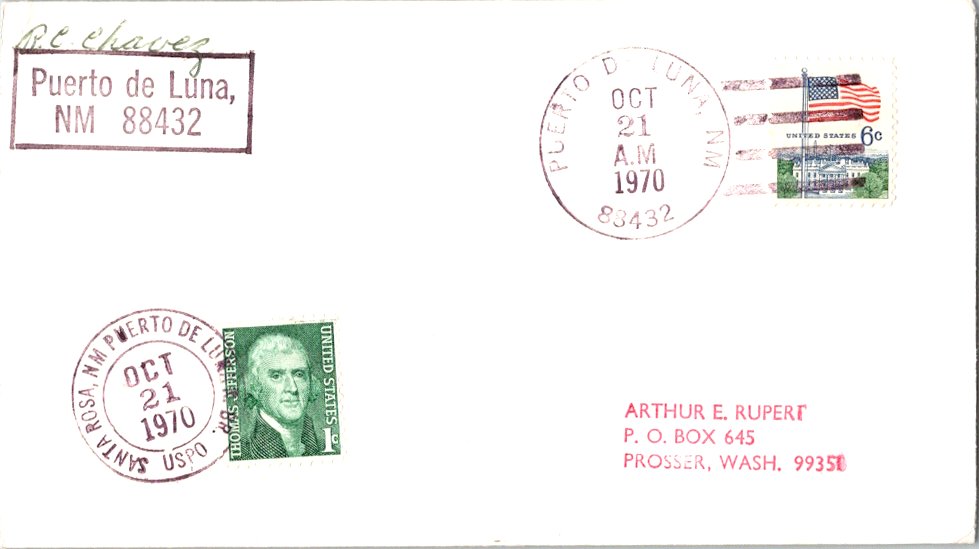 R.C. Chavez
Puerto de Luna,
NM 88432
PUERTO D LUNA, NM
OCT
21
A.M
1970
88432
UNITED STATES 6c
SANTA ROSA, NM PUERTO DE LUNA BR.
OCT
21
1970
USPO
THOMAS JEFFERSON
UNITED STATES
1c
ARTHUR E. RUPERT
P. O. BOX 645
PROSSER, WASH. 99350